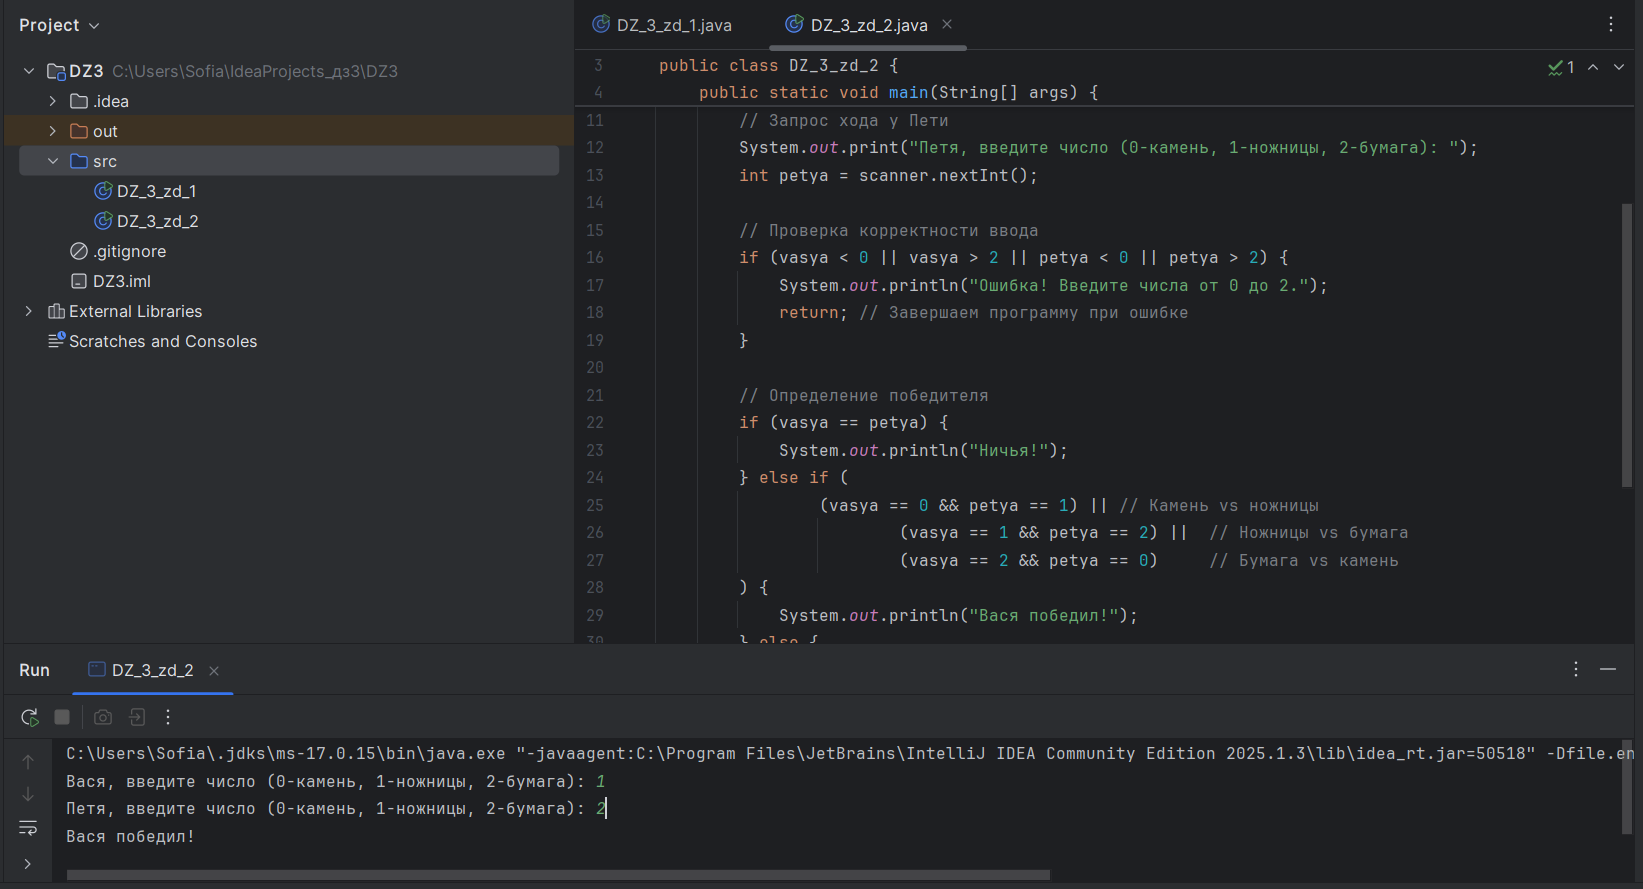 Project
DZ3 C:\Users\Sofia\IdeaProjects_дз3\DZ3
.idea
out
src
DZ_3_zd_1
DZ_3_zd_2
.gitignore
DZ3.iml
External Libraries
Scratches and Consoles
DZ_3_zd_1.java DZ_3_zd_2.java
1
3 public class DZ_3_zd_2 {
4 public static void main(String[] args) {
11 // Запрос хода у Пети
12 System.out.print("Петя, введите число (0-камень, 1-ножницы, 2-бумага): ");
13 int petya = scanner.nextInt();
14
15 // Проверка корректности ввода
16 if (vasya < 0 || vasya > 2 || petya < 0 || petya > 2) {
17 System.out.println("Ошибка! Введите числа от 0 до 2.");
18 return; // Завершаем программу при ошибке
19 }
20
21 // Определение победителя
22 if (vasya == petya) {
23 System.out.println("Ничья!");
24 } else if (
25 (vasya == 0 && petya == 1) || // Камень vs ножницы
26 (vasya == 1 && petya == 2) || // Ножницы vs бумага
27 (vasya == 2 && petya == 0) // Бумага vs камень
28 ) {
29 System.out.println("Вася победил!");
30 } else {
Run DZ_3_zd_2
C:\Users\Sofia\.jdks\ms-17.0.15\bin\java.exe "-javaagent:C:\Program Files\JetBrains\IntelliJ IDEA Community Edition 2025.1.3\lib\idea_rt.jar=50518" -Dfile.en
Вася, введите число (0-камень, 1-ножницы, 2-бумага): 1
Петя, введите число (0-камень, 1-ножницы, 2-бумага): 2
Вася победил!